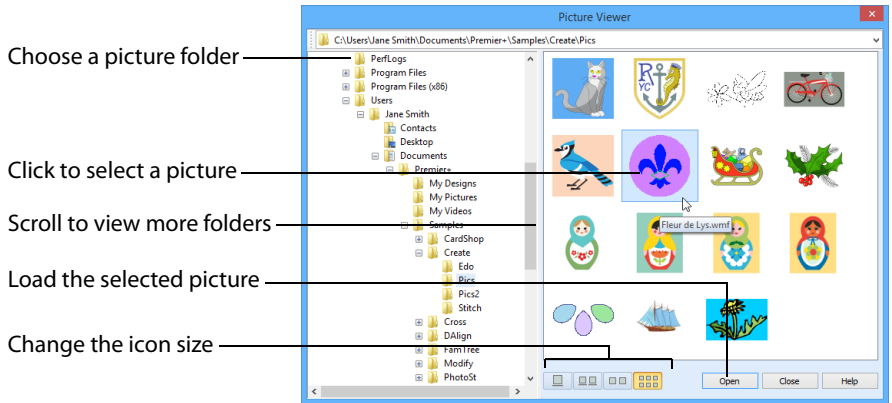 Picture Viewer
C:\Users\Jane Smith\Documents\Premier+\Samples\Create\Pics
Choose a picture folder
Click to select a picture
Scroll to view more folders
Load the selected picture
Change the icon size
PerfLogs
Program Files
Program Files (x86)
Users
Jane Smith
Contacts
Desktop
Documents
Premier+
My Designs
My Pictures
My Videos
Samples
CardShop
Create
Edo
Pics
Pics2
Stitch
Cross
DAlign
FamTree
Modify
PhotoSt
R
YC
Fleur de Lys.wmf
Open
Close
Help